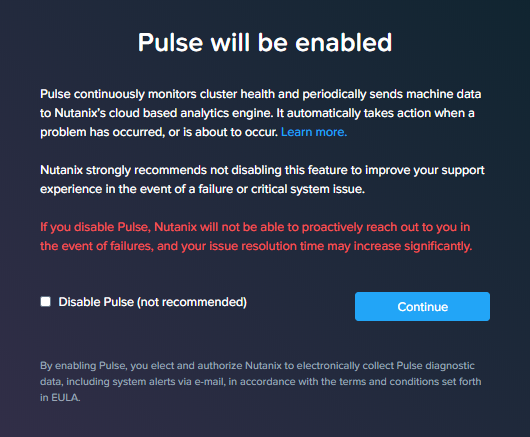 Pulse will be enabled
Pulse continuously monitors cluster health and periodically sends machine data
to Nutanix's cloud based analytics engine. It automatically takes action when a
problem has occurred, or is about to occur. Learn more.
Nutanix strongly recommends not disabling this feature to improve your support
experience in the event of a failure or critical system issue.
If you disable Pulse, Nutanix will not be able to proactively reach out to you in
the event of failures, and your issue resolution time may increase significantly.
Disable Pulse (not recommended)
Continue
By enabling Pulse, you elect and authorize Nutanix to electronically collect Pulse diagnostic
data, including system alerts via e-mail, in accordance with the terms and conditions set forth
in EULA.